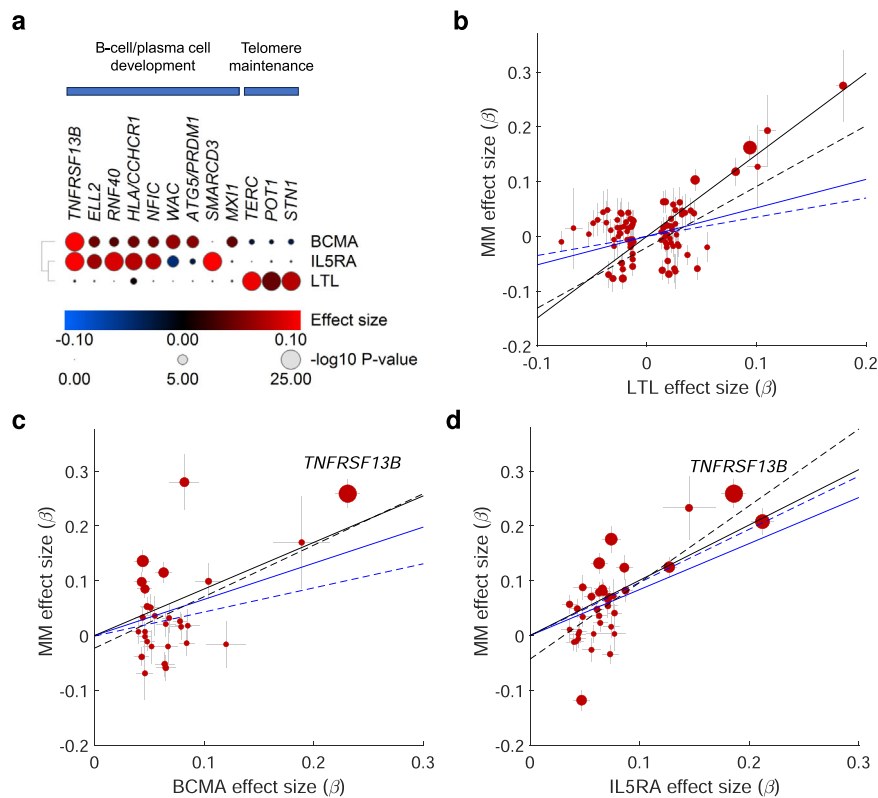 a
B-cell/plasma cell
development
Telomere
maintenance
TNFRSF13B
ELL2
RNF40
HLA/CCHCR1
NFIC
WAC
ATG5/PRDM1
SMARCD3
MXI1
TERC
POT1
STN1
BCMA
IL5RA
LTL
Effect size
-0.10 0.00 0.10
-log10 P-value
0.00 5.00 25.00
b
0.3
0.2
0.1
0
-0.1
-0.2
-0.1 0 0.1 0.2
MM effect size (β)
LTL effect size (β)
c
TNFRSF13B
0.3
0.2
0.1
0
-0.1
-0.2
0 0.1 0.2 0.3
MM effect size (β)
BCMA effect size (β)
d
TNFRSF13B
0.3
0.2
0.1
0
-0.1
-0.2
0 0.1 0.2 0.3
MM effect size (β)
IL5RA effect size (β)